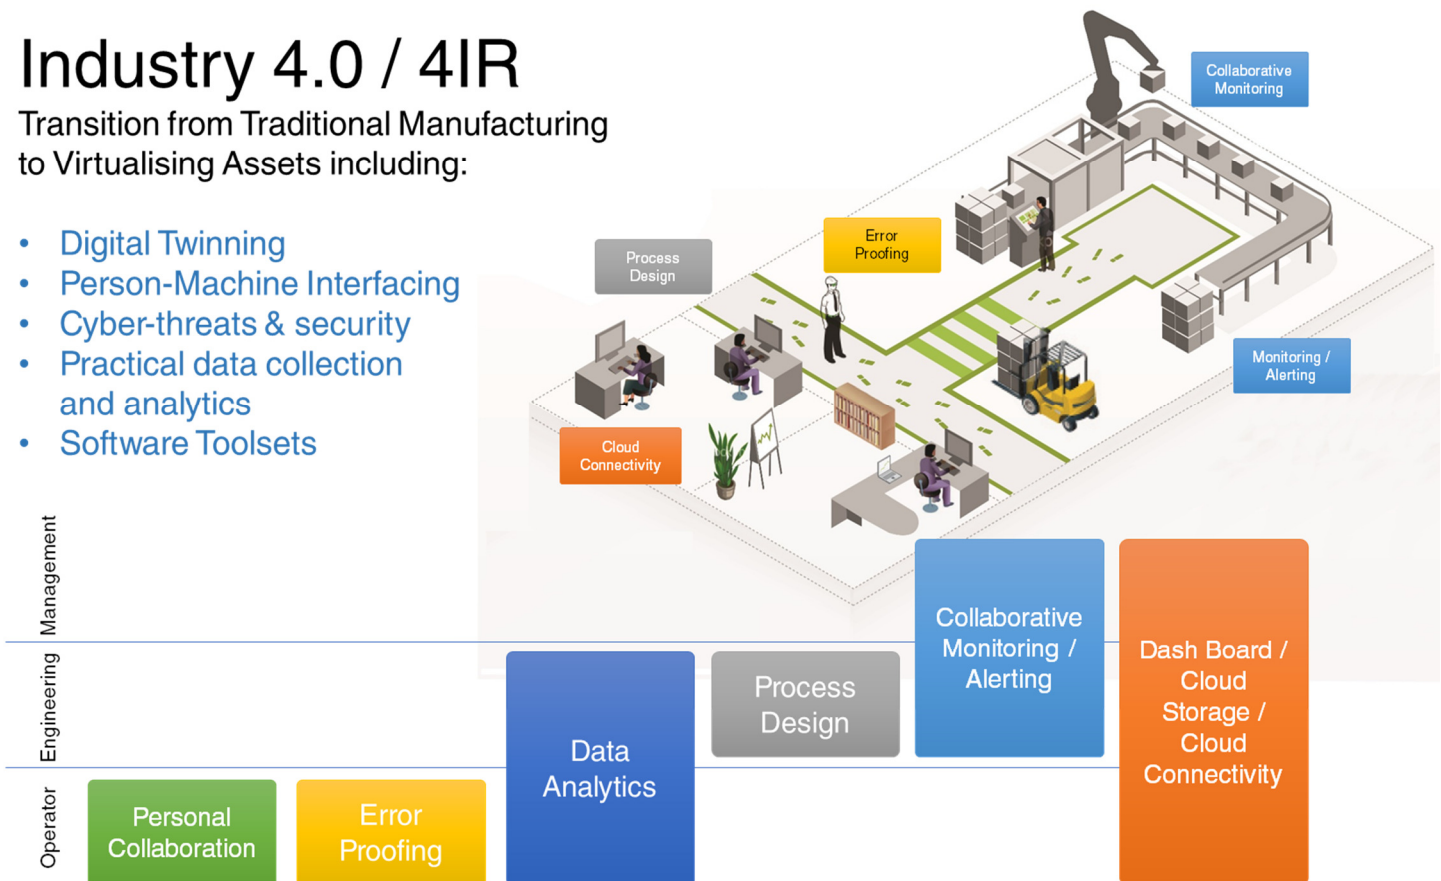 Industry 4.0 / 4IR
Transition from Traditional Manufacturing
to Virtualising Assets including:
• Digital Twinning
• Person-Machine Interfacing
• Cyber-threats & security
• Practical data collection
and analytics
• Software Toolsets
Collaborative
Monitoring
Error
Proofing
Process
Design
Monitoring /
Alerting
Cloud
Connectivity
Management
Engineering
Operator
Personal
Collaboration
Error
Proofing
Data
Analytics
Process
Design
Collaborative
Monitoring /
Alerting
Dash Board /
Cloud
Storage /
Cloud
Connectivity